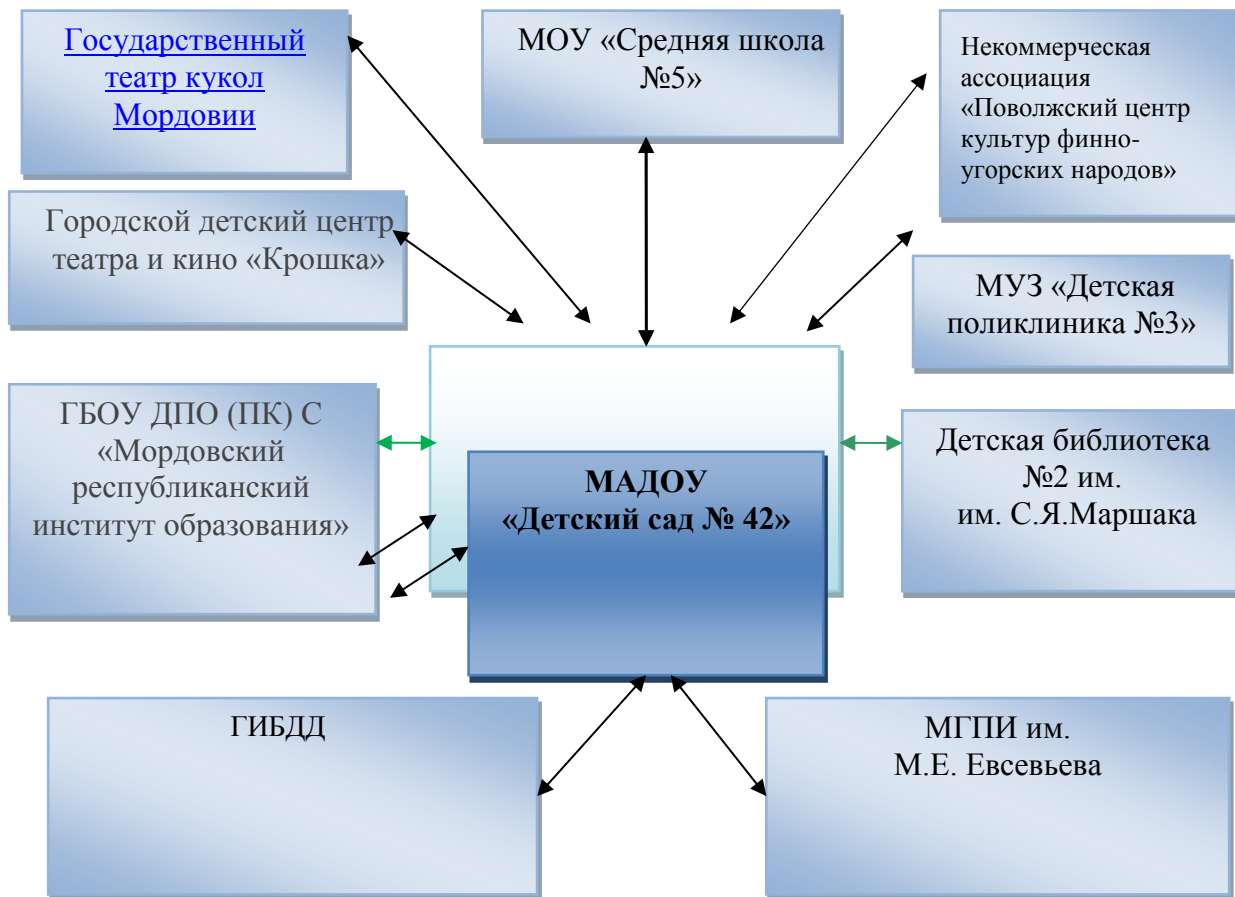 Государственный
театр кукол
Мордовии
МОУ «Средняя школа
№5»
Некоммерческая
ассоциация
«Поволжский центр
культур финно-
угорских народов»
Городской детский центр
театра и кино «Крошка»
МУЗ «Детская
поликлиника №3»
ГБОУ ДПО (ПК) С
«Мордовский
республиканский
институт образования»
МАДОУ
«Детский сад № 42»
Детская библиотека
№2 им.
им. С.Я.Маршака
ГИБДД
МГПИ им.
М.Е. Евсевьева